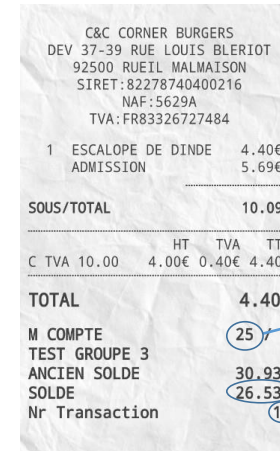 C&C CORNER BURGERS
DEV 37-39 RUE LOUIS BLERIOT
92500 RUEIL MALMAISON
SIRET:82278740400216
NAF:5629A
TVA:FR83326727484
1 ESCALOPE DE DINDE 4.40€
ADMISSION 5.69€
SOUS/TOTAL 10.09
HT TVA TT
C TVA 10.00 4.00€ 0.40€ 4.40
TOTAL 4.40
M COMPTE 25 /
TEST GROUPE 3
ANCIEN SOLDE 30.93
SOLDE 26.53
Nr Transaction 1